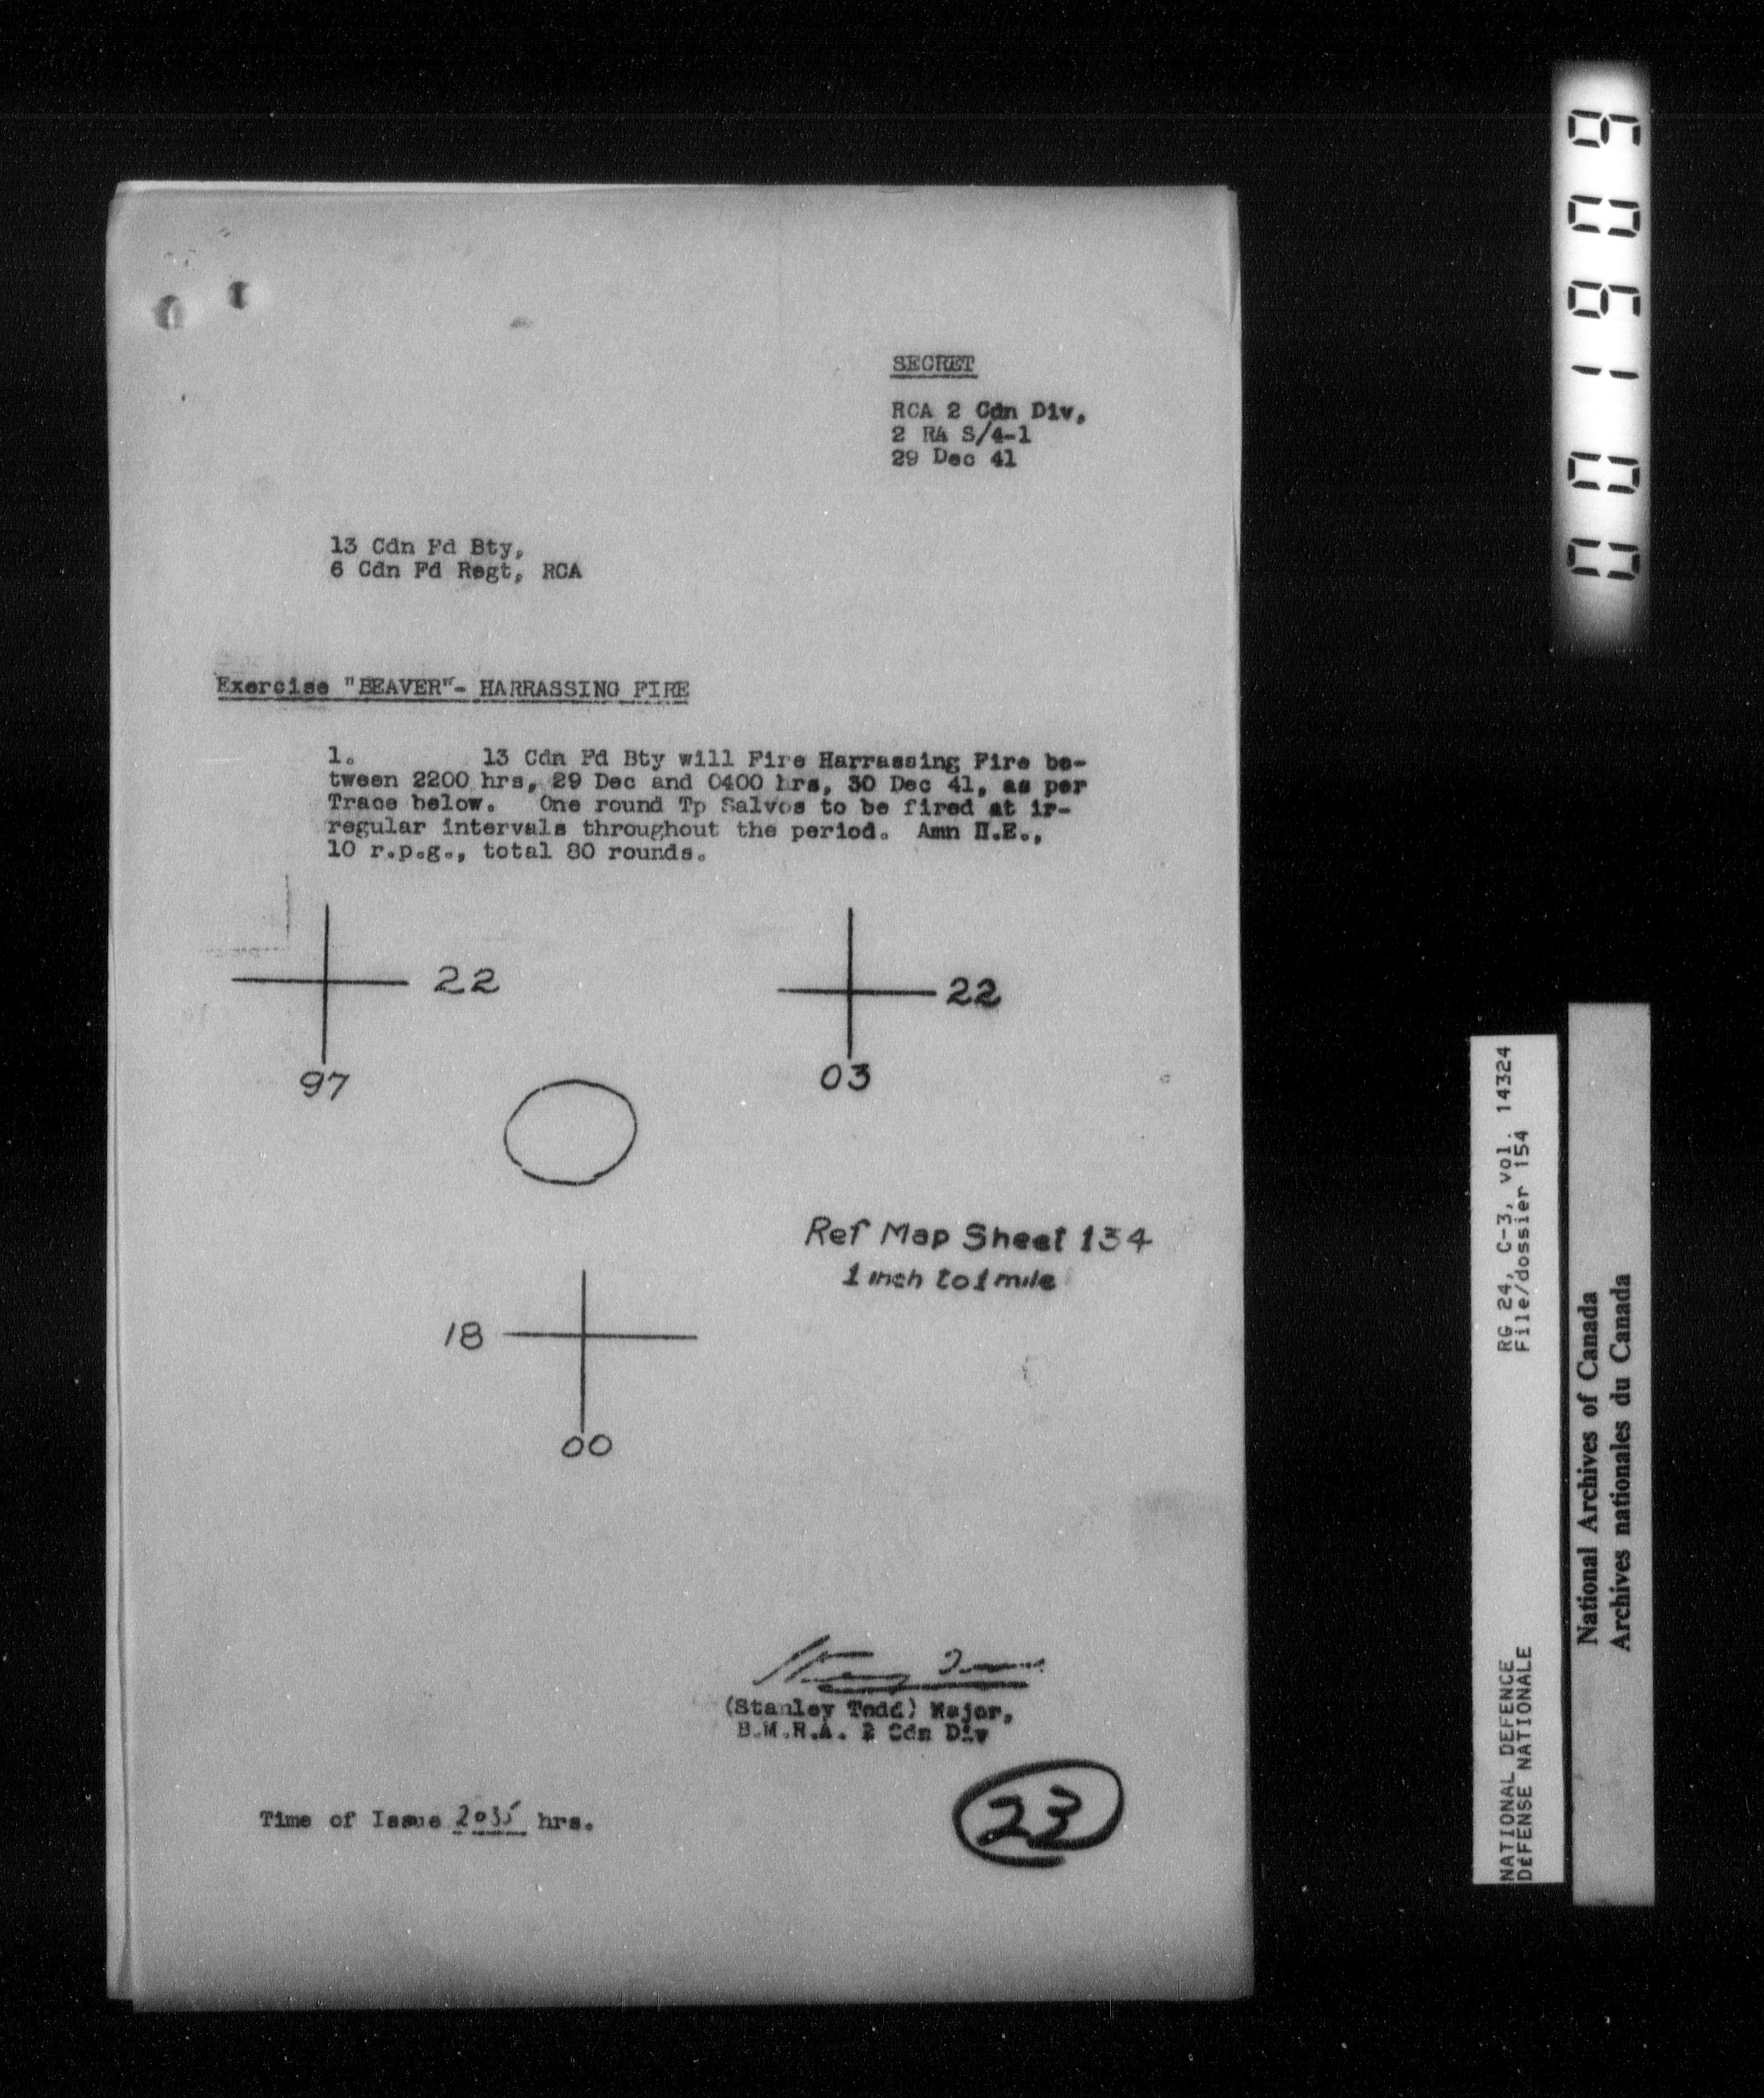 SECRET
RCA 2 Cdn Div,
2 RA S/4-1
29 Dec 41
13 Cdn Fd Bty,
6 Cdn Fd Regt, RCA
Exercise "BEAVER"- HARRASSING FIRE
1. 13 Cdn Fd Bty will Fire Harrassing Fire be-
tween 2200 hrs, 29 Dec and 0400 hrs, 30 Dec 41, as per
Trace below. One round Tp Salvos to be fired at ir-
regular intervals throughout the period. Amn H.E.,
10 r.p.g., total 80 rounds.
22
97
22
03
Ref Map Sheet 134
1 inch to 1 mile
18
00
(Stanley Todd) Major,
B.M.R.A. 2 Cdn Div
23
Time of Issue 2035 hrs.
001909
RG 24, C-3, vol. 14324
File/dossier 154
NATIONAL DEFENCE
DÉFENSE NATIONALE
National Archives of Canada
Archives nationales du Canada